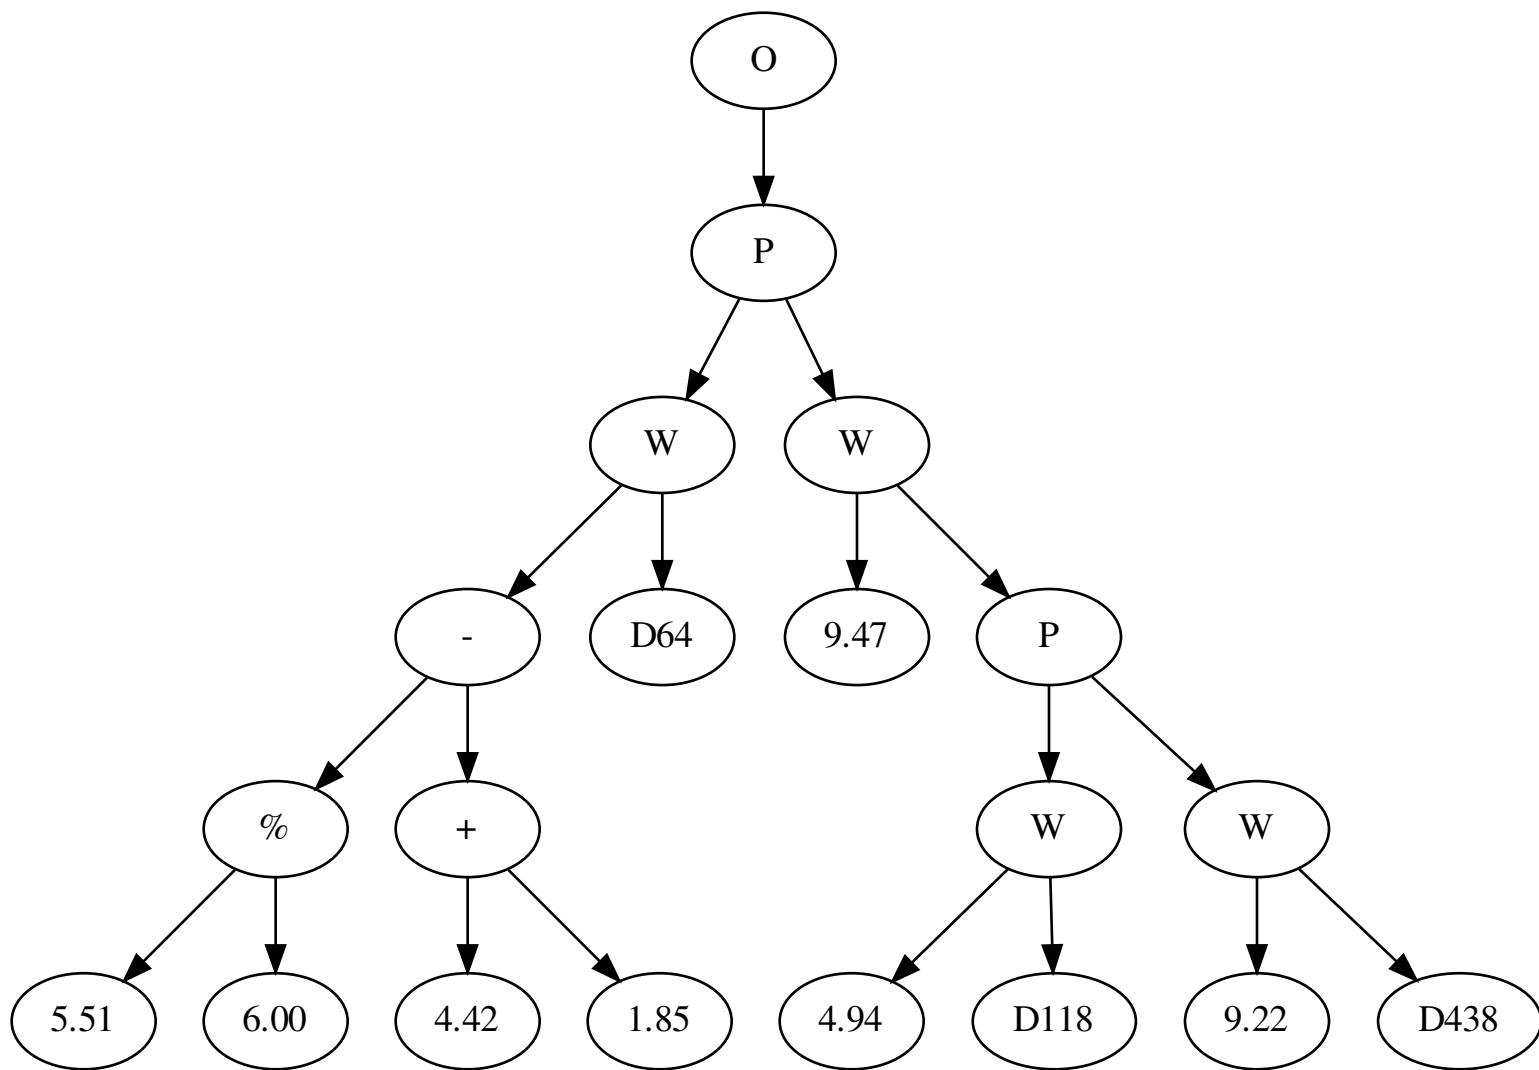 O
P
W W
- D64 9.47 P
% + W W
5.51 6.00 4.42 1.85 4.94 D118 9.22 D438